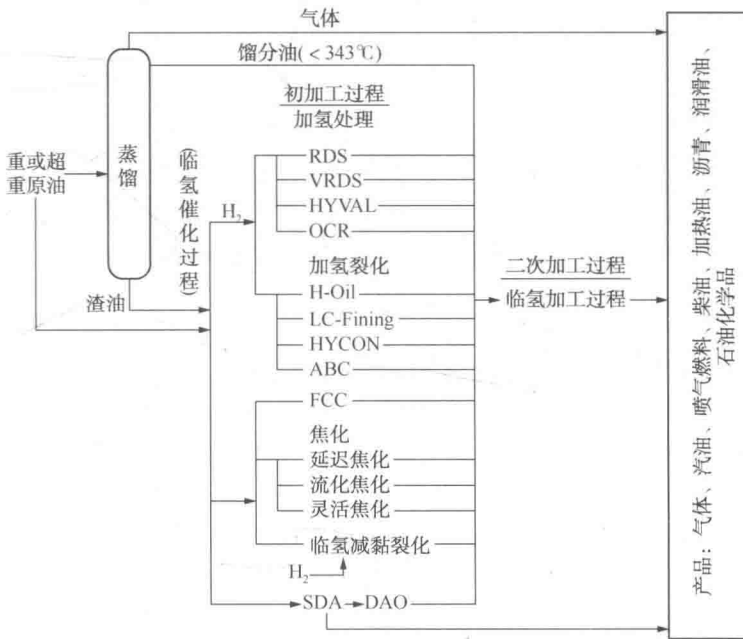 气体
馏分油(<343℃)
初加工过程
加氢处理
蒸馏
重或超
重原油
(临氢催化过程)
H₂
RDS
VRDS
HYVAL
OCR
加氢裂化
H-Oil
LC-Fining
HYCON
ABC
渣油
二次加工过程
临氢加工过程
FCC
焦化
延迟焦化
流化焦化
灵活焦化
临氢减黏裂化
H₂
SDA
DAO
产品：气体、汽油、喷气燃料、柴油、加热油、沥青、润滑油、
石油化学品